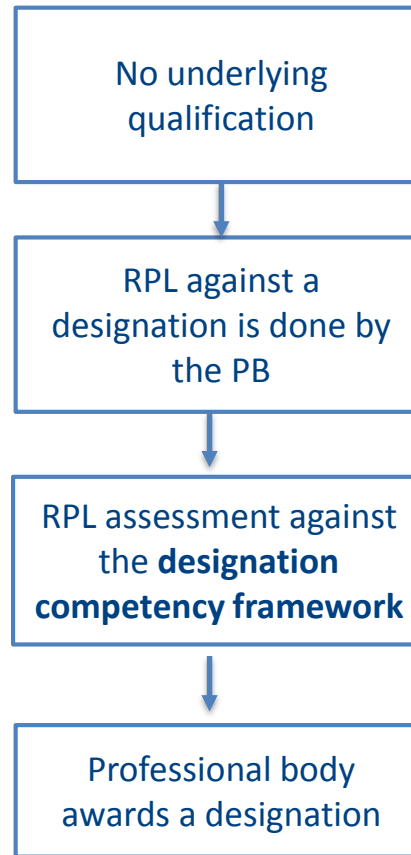 No underlying
qualification
RPL against a
designation is done by
the PB
RPL assessment against
the designation
competency framework
Professional body
awards a designation